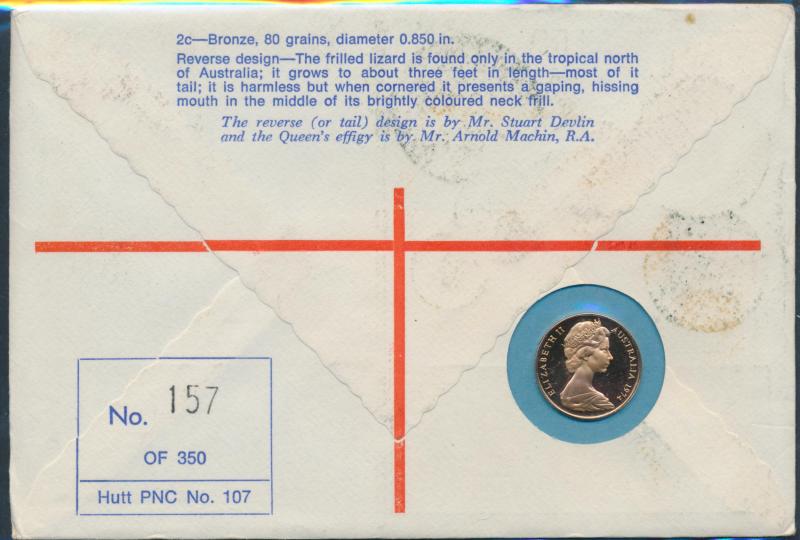 2c—Bronze, 80 grains, diameter 0.850 in.
Reverse design—The frilled lizard is found only in the tropical north
of Australia; it grows to about three feet in length—most of it
tail; it is harmless but when cornered it presents a gaping, hissing
mouth in the middle of its brightly coloured neck frill.
The reverse (or tail) design is by Mr. Stuart Devlin
and the Queen's effigy is by Mr. Arnold Machin, R.A.
ELIZABETH II AUSTRALIA 1974
No. 157
OF 350
Hutt PNC No. 107